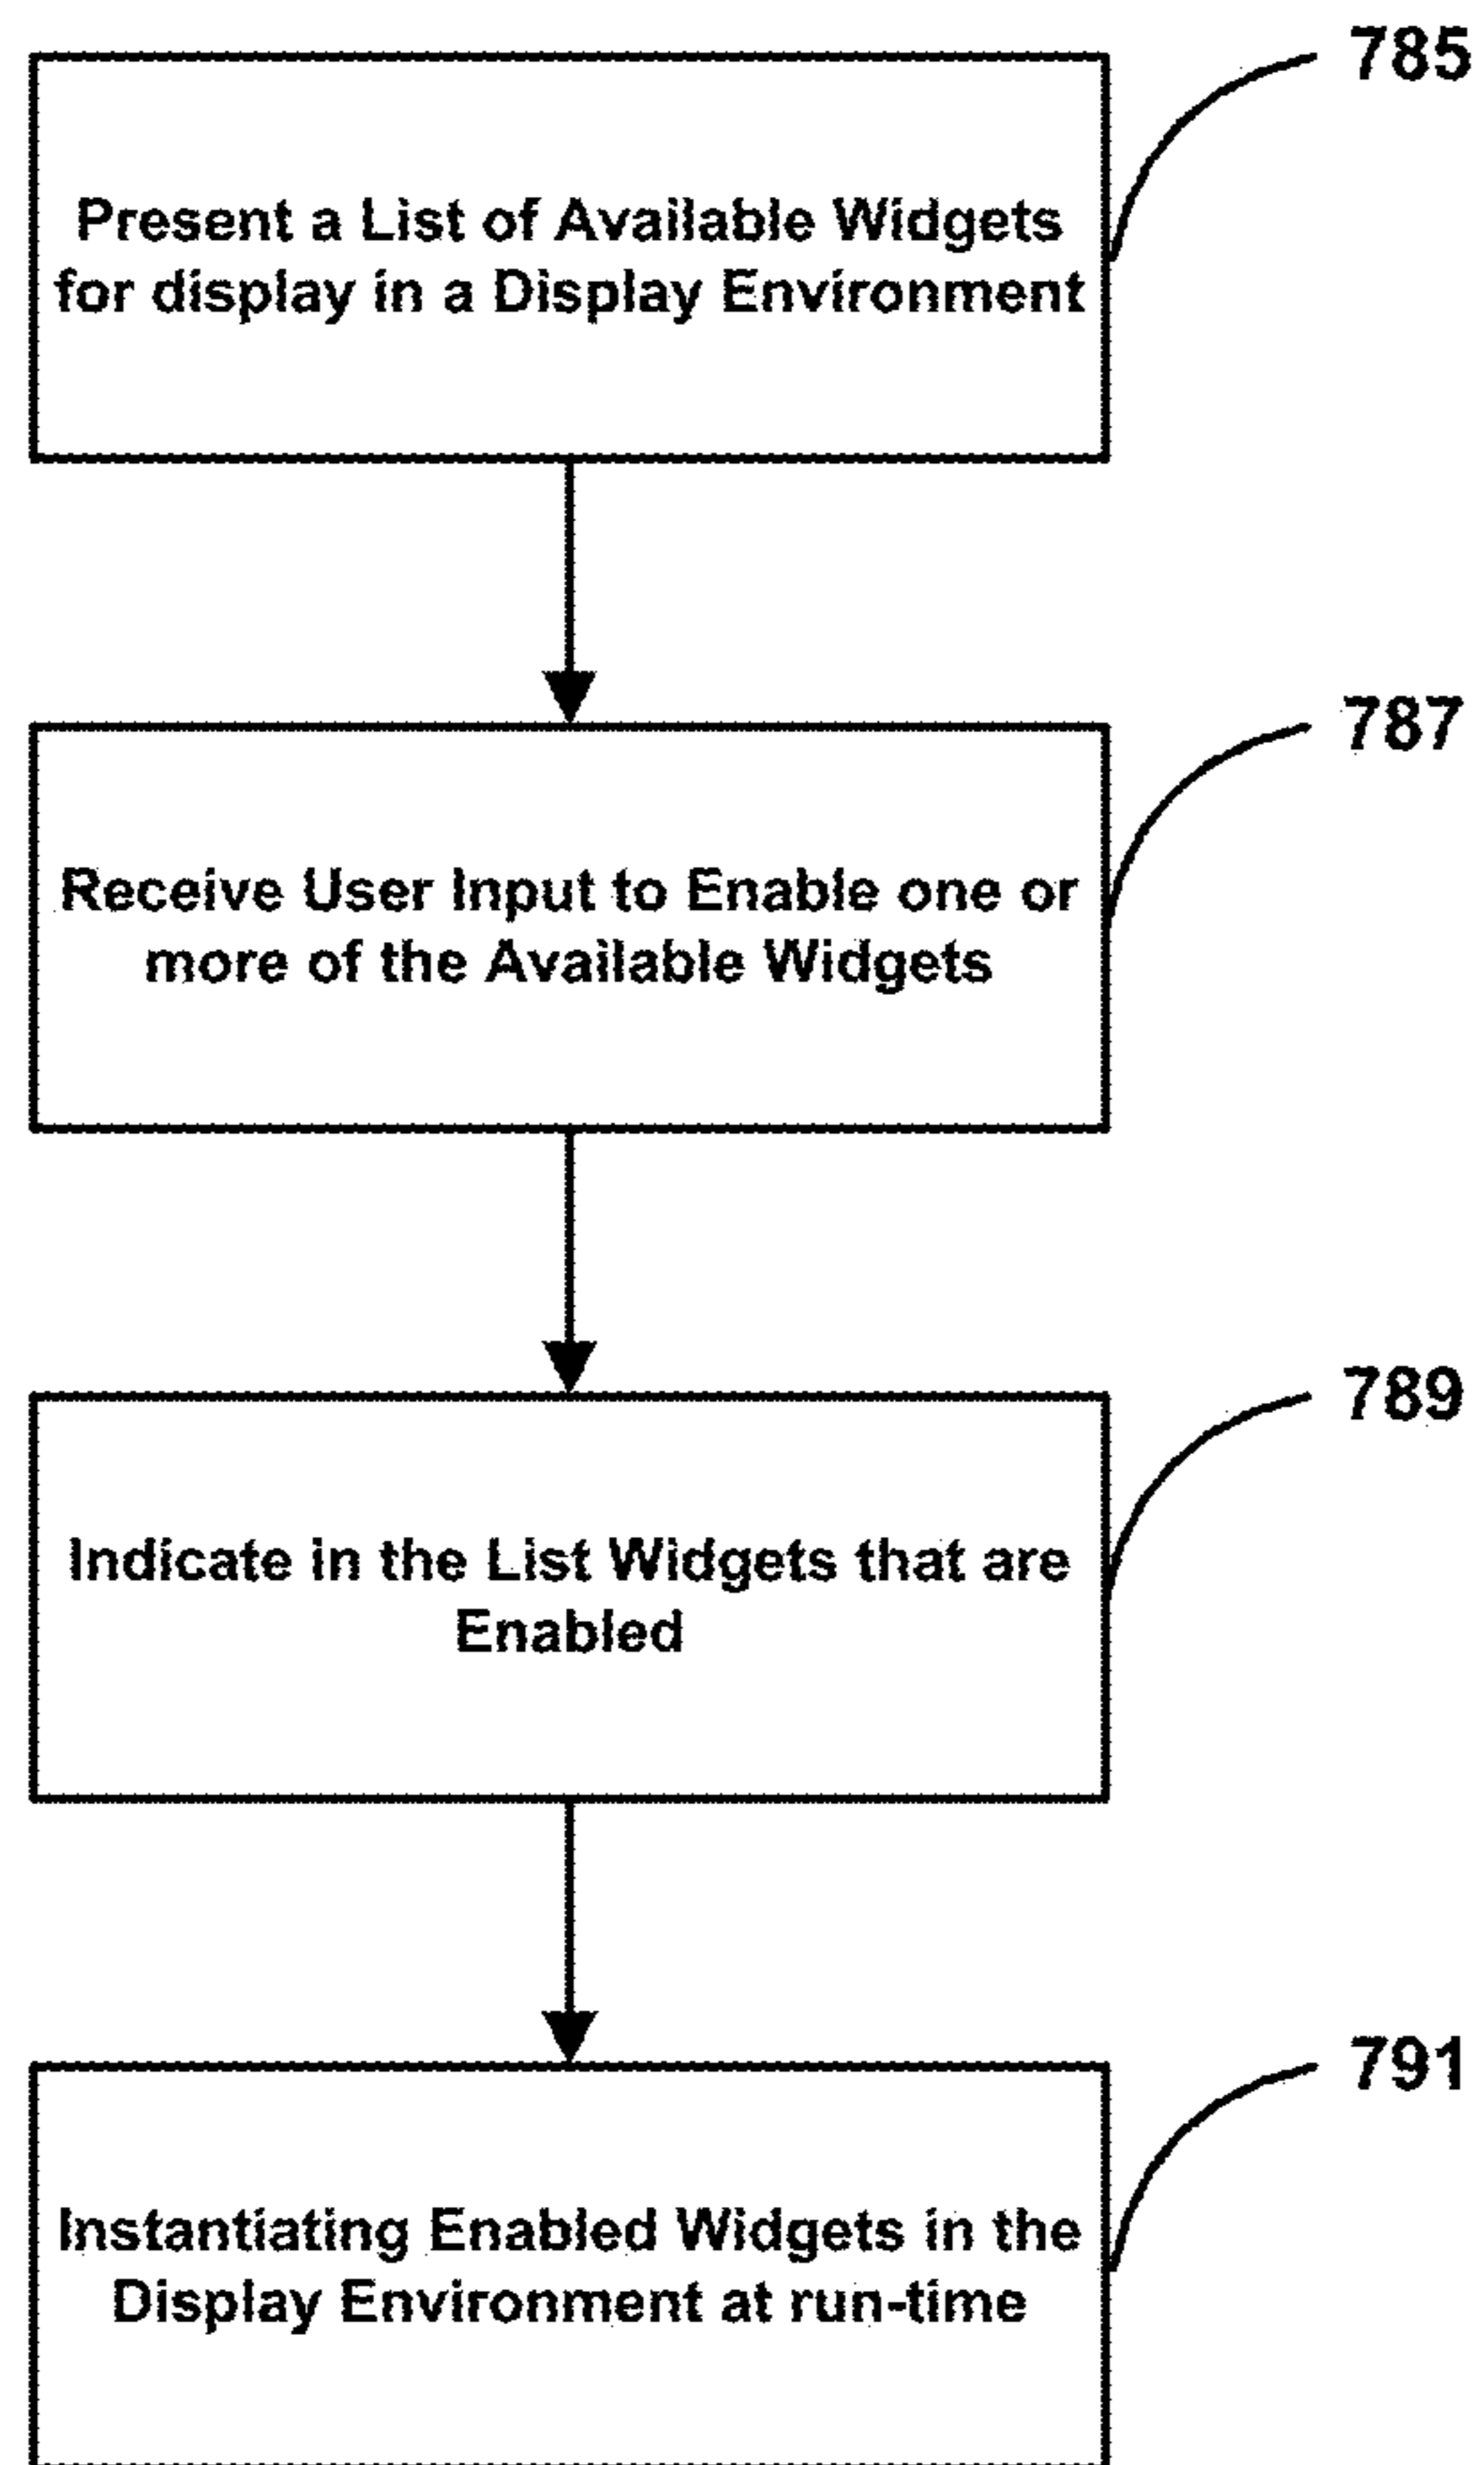 785
Present a List of Available Widgets
for display in a Display Environment
787
Receive User Input to Enable one or
more of the Available Widgets
789
Indicate in the List Widgets that are
Enabled
791
Instantiating Enabled Widgets in the
Display Environment at run-time